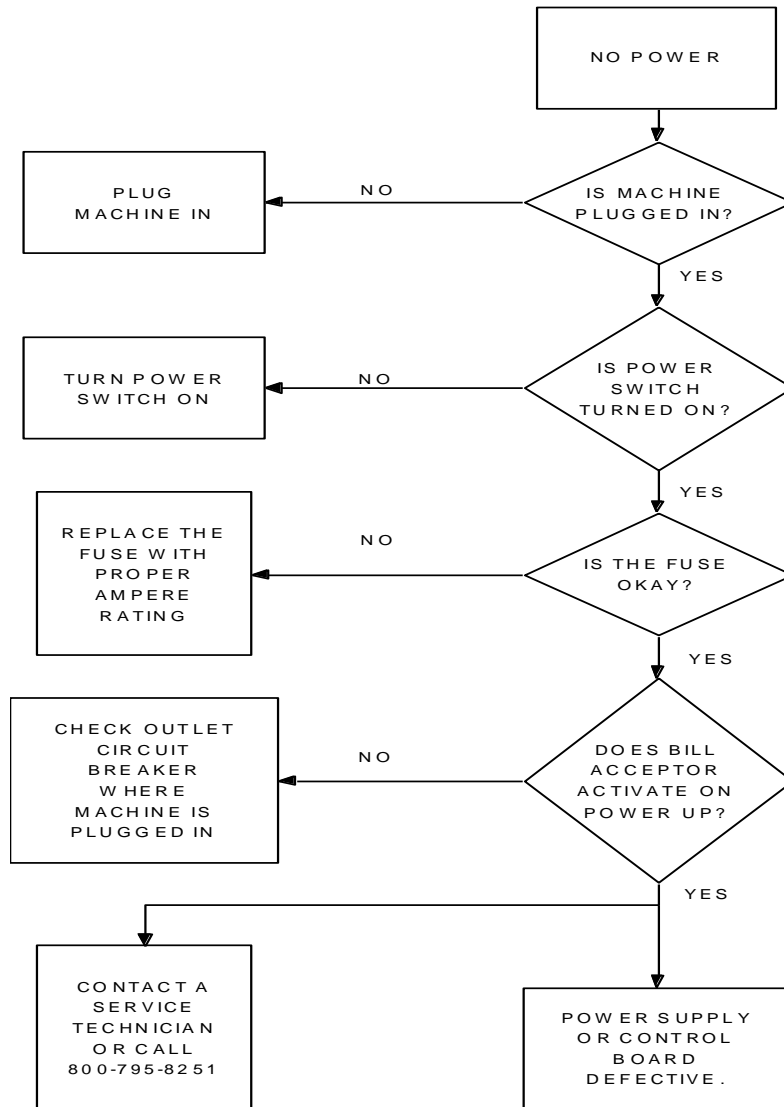 NO POWER
IS MACHINE
PLUGGED IN?
NO
PLUG
MACHINE IN
YES
IS POWER
SWITCH
TURNED ON?
NO
TURN POWER
SWITCH ON
YES
IS THE FUSE
OKAY?
NO
REPLACE THE
FUSE WITH
PROPER
AMPERE
RATING
YES
DOES BILL
ACCEPTOR
ACTIVATE ON
POWER UP?
NO
CHECK OUTLET
CIRCUIT
BREAKER
WHERE
MACHINE IS
PLUGGED IN
YES
CONTACT A
SERVICE
TECHNICIAN
OR CALL
800-795-8251
POWER SUPPLY
OR CONTROL
BOARD
DEFECTIVE.